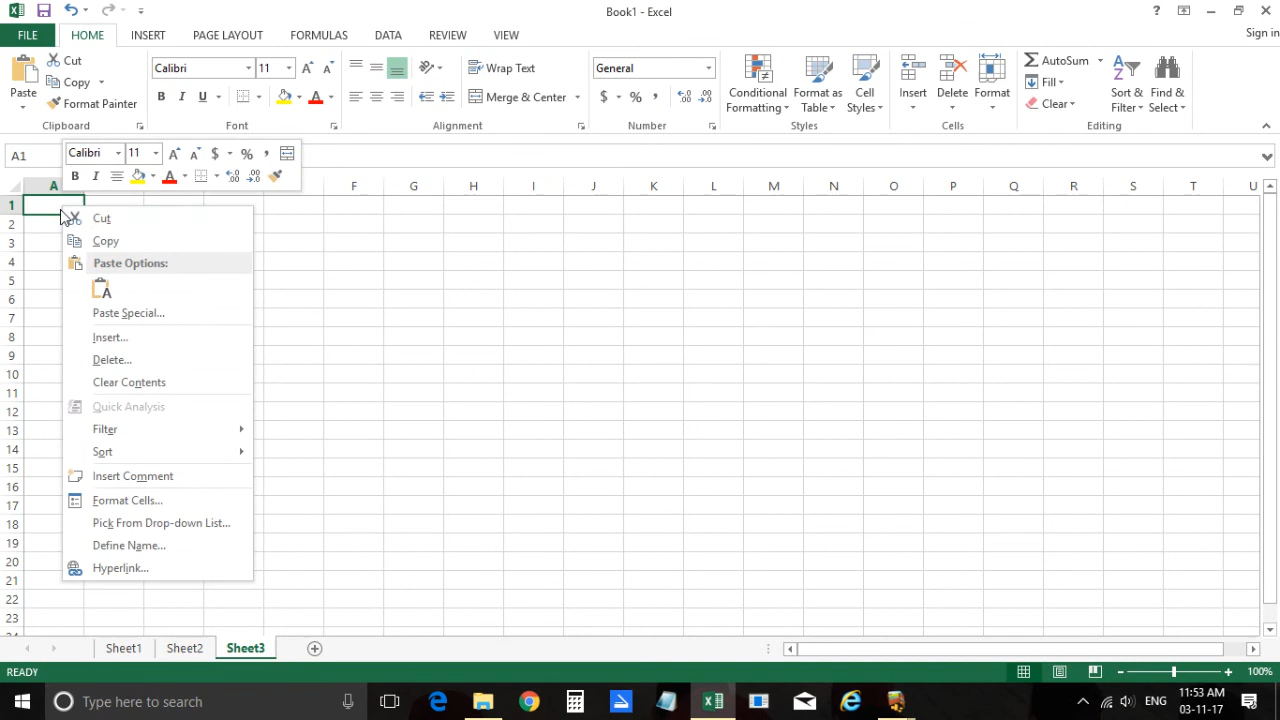 Book1 - Excel
?
FILE HOME INSERT PAGE LAYOUT FORMULAS DATA REVIEW VIEW Sign in
Paste
Cut
Copy
Format Painter
Clipboard
Calibri 11
B I U A
Font
Wrap Text
Merge & Center
Alignment
General
$ % ,
Number
Conditional Formatting
Format as Table
Cell Styles
Styles
Insert Delete Format
Cells
AutoSum
Fill
Clear
Sort & Filter
Find & Select
Editing
A1
Calibri 11 A A $ % ,
B I A
A F G H I J K L M N O P Q R S T U
1
2
3
4
5
6
7
8
9
10
11
12
13
14
15
16
17
18
19
20
21
22
23
24
Cut
Copy
Paste Options:
A
Paste Special...
Insert...
Delete...
Clear Contents
Quick Analysis
Filter
Sort
Insert Comment
Format Cells...
Pick From Drop-down List...
Define Name...
Hyperlink...
Sheet1 Sheet2 Sheet3
READY 100%
Type here to search
ENG
11:53 AM
03-11-17